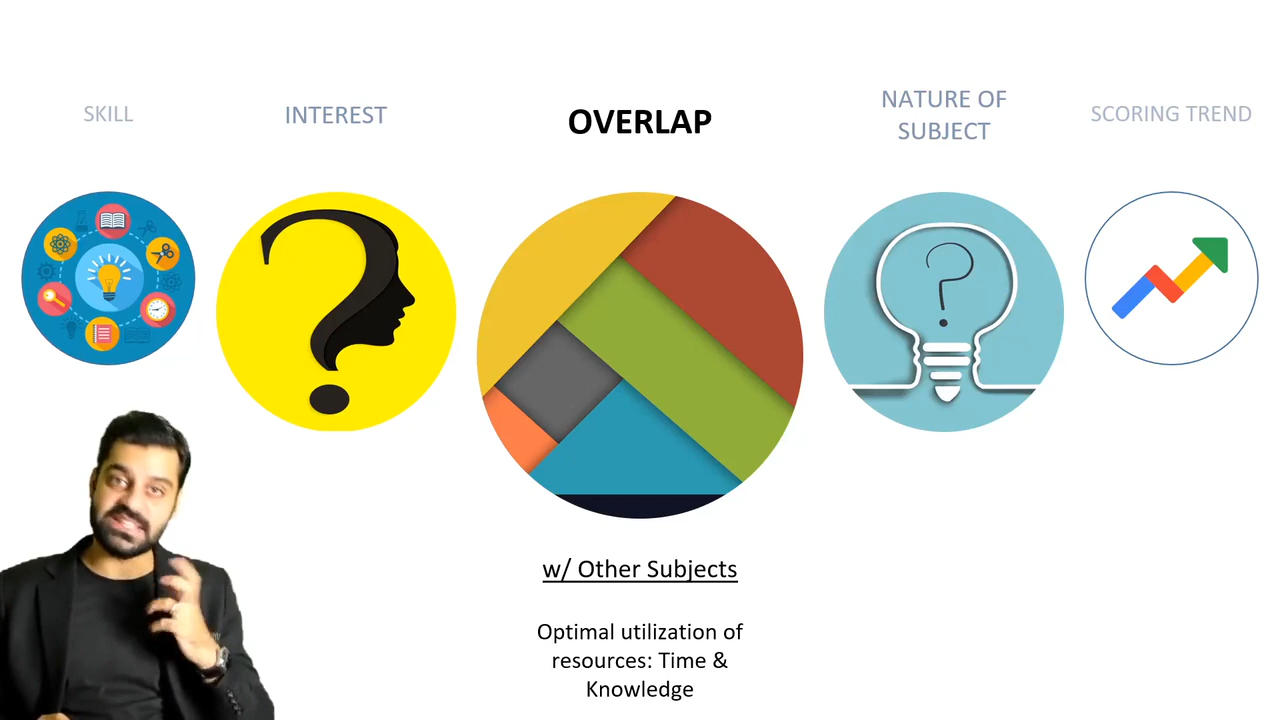 SKILL
INTEREST
OVERLAP
NATURE OF
SUBJECT
SCORING TREND
w/ Other Subjects
Optimal utilization of
resources: Time &
Knowledge